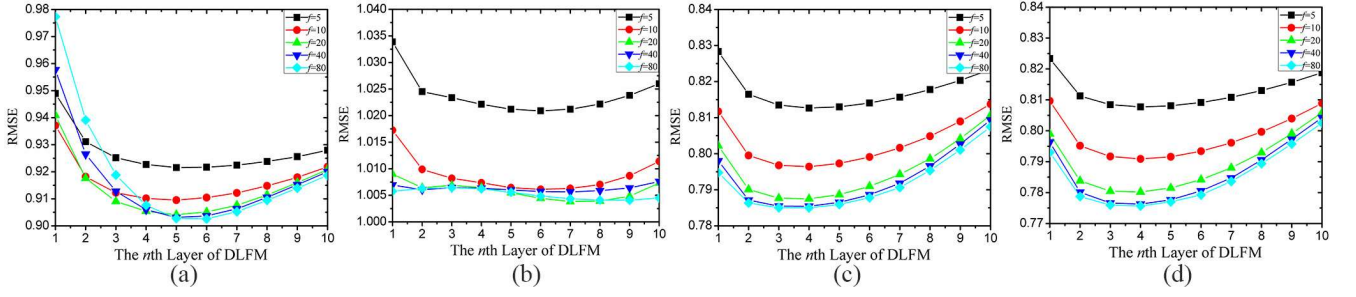 0.98
0.97
0.96
0.95
0.94
0.93
0.92
0.91
0.90
RMSE
f=5
f=10
f=20
f=40
f=80
1 2 3 4 5 6 7 8 9 10
The nth Layer of DLFM
(a)
1.040
1.035
1.030
1.025
1.020
1.015
1.010
1.005
1.000
RMSE
f=5
f=10
f=20
f=40
f=80
1 2 3 4 5 6 7 8 9 10
The nth Layer of DLFM
(b)
0.84
0.83
0.82
0.81
0.80
0.79
0.78
RMSE
f=5
f=10
f=20
f=40
f=80
1 2 3 4 5 6 7 8 9 10
The nth Layer of DLFM
(c)
0.84
0.83
0.82
0.81
0.80
0.79
0.78
0.77
RMSE
f=5
f=10
f=20
f=40
f=80
1 2 3 4 5 6 7 8 9 10
The nth Layer of DLFM
(d)